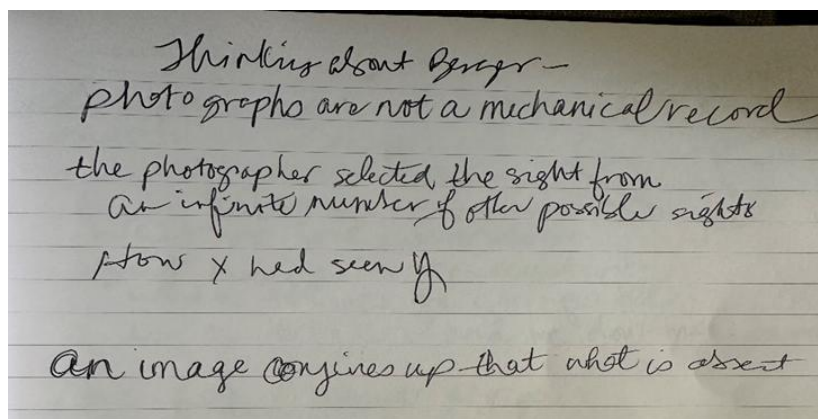 Thinking about Berger -
photographs are not a mechanical record
the photographer selected the sight from
an infinite number of other possible sights
How X had seen Y
an image conjures up that what is absent